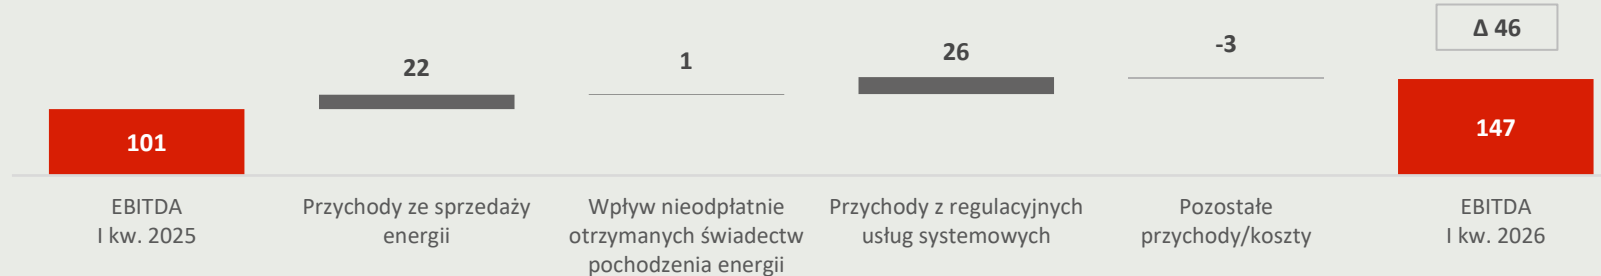 Δ 46
22
1
26
-3
101
147
EBITDA
I kw. 2025
Przychody ze sprzedaży
energii
Wpływ nieodpłatnie
otrzymanych świadectw
pochodzenia energii
Przychody z regulacyjnych
usług systemowych
Pozostałe
przychody/koszty
EBITDA
I kw. 2026